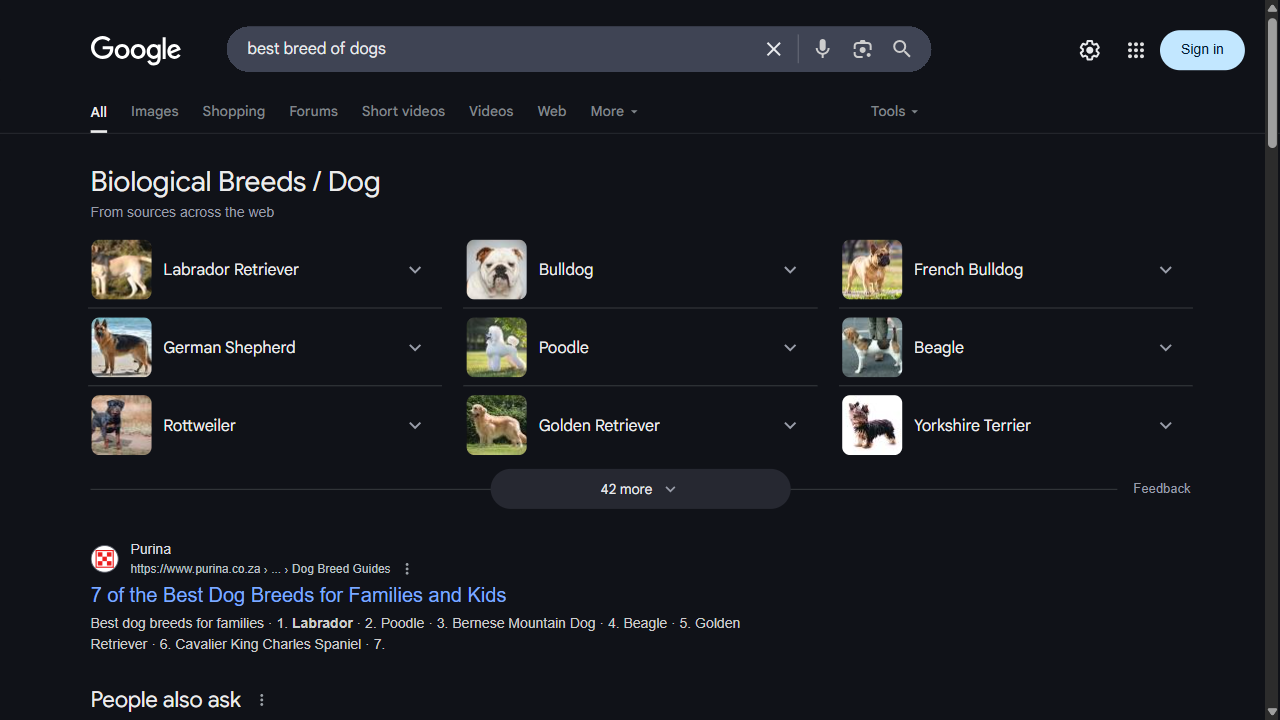 Google
best breed of dogs
Sign in
All Images Shopping Forums Short videos Videos Web More Tools
Biological Breeds / Dog
From sources across the web
Labrador Retriever Bulldog French Bulldog
German Shepherd Poodle Beagle
Rottweiler Golden Retriever Yorkshire Terrier
42 more
Feedback
Purina
https://www.purina.co.za › ... › Dog Breed Guides
7 of the Best Dog Breeds for Families and Kids
Best dog breeds for families · 1. Labrador · 2. Poodle · 3. Bernese Mountain Dog · 4. Beagle · 5. Golden
Retriever · 6. Cavalier King Charles Spaniel · 7.
People also ask